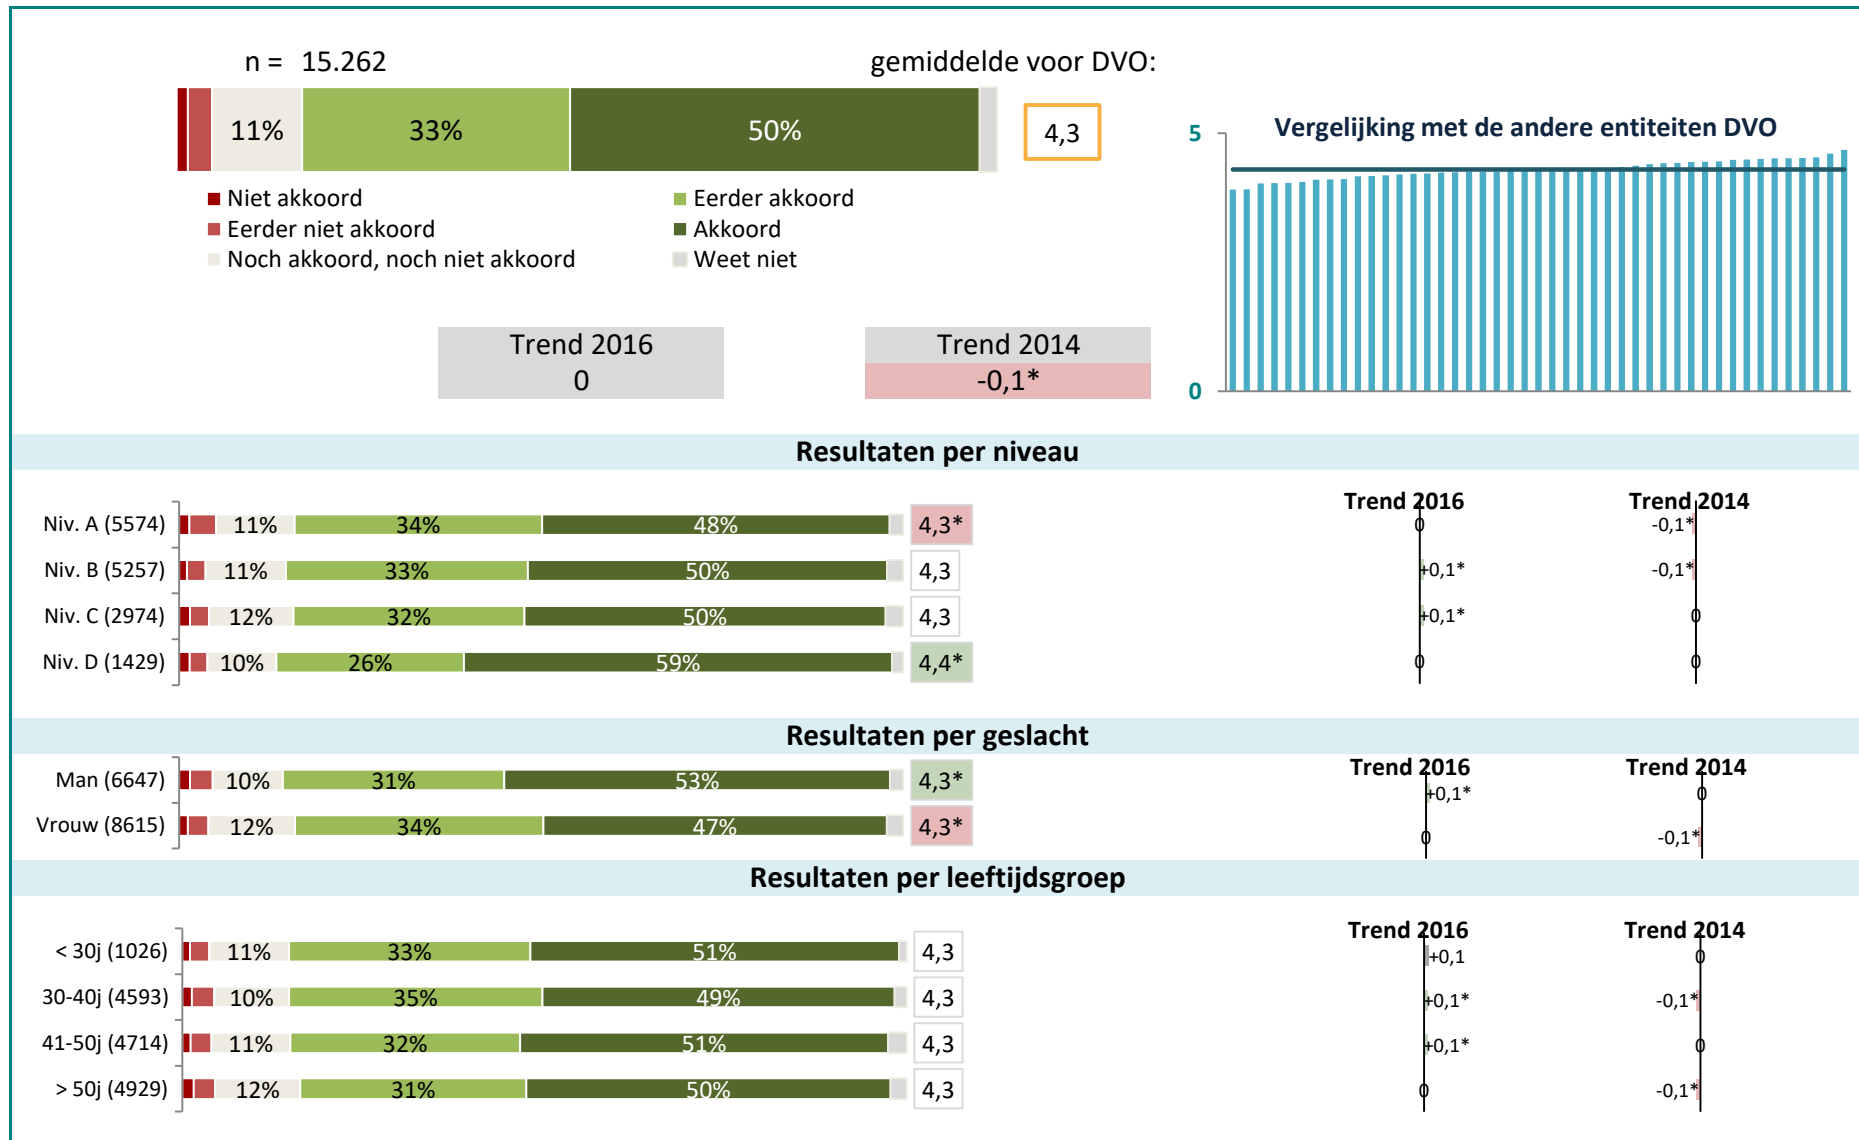 n = 15.262
gemiddelde voor DVO:
11% 33% 50% 4,3
Niet akkoord
Eerder akkoord
Eerder niet akkoord
Akkoord
Noch akkoord, noch niet akkoord
Weet niet
Vergelijking met de andere entiteiten DVO
5
0
Trend 2016
0
Trend 2014
-0,1*
Resultaten per niveau
Trend 2016 Trend 2014
Niv. A (5574) 11% 34% 48% 4,3* 0 -0,1*
Niv. B (5257) 11% 33% 50% 4,3 +0,1* -0,1*
Niv. C (2974) 12% 32% 50% 4,3 +0,1* 0
Niv. D (1429) 10% 26% 59% 4,4* 0 0
Resultaten per geslacht
Trend 2016 Trend 2014
Man (6647) 10% 31% 53% 4,3* +0,1* 0
Vrouw (8615) 12% 34% 47% 4,3* 0 -0,1*
Resultaten per leeftijdsgroep
Trend 2016 Trend 2014
< 30j (1026) 11% 33% 51% 4,3 +0,1 0
30-40j (4593) 10% 35% 49% 4,3 +0,1* -0,1*
41-50j (4714) 11% 32% 51% 4,3 +0,1* 0
> 50j (4929) 12% 31% 50% 4,3 0 -0,1*